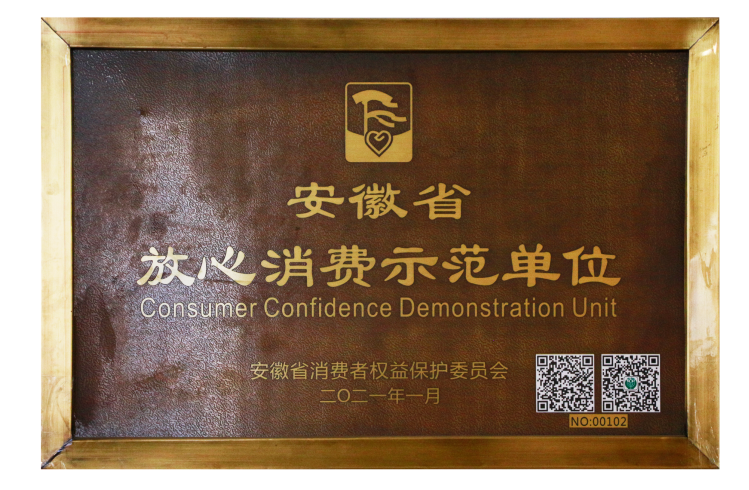 安徽省
放心消费示范单位
Consumer Confidence Demonstration Unit
安徽省消费者权益保护委员会
二〇二一年一月
NO:00102